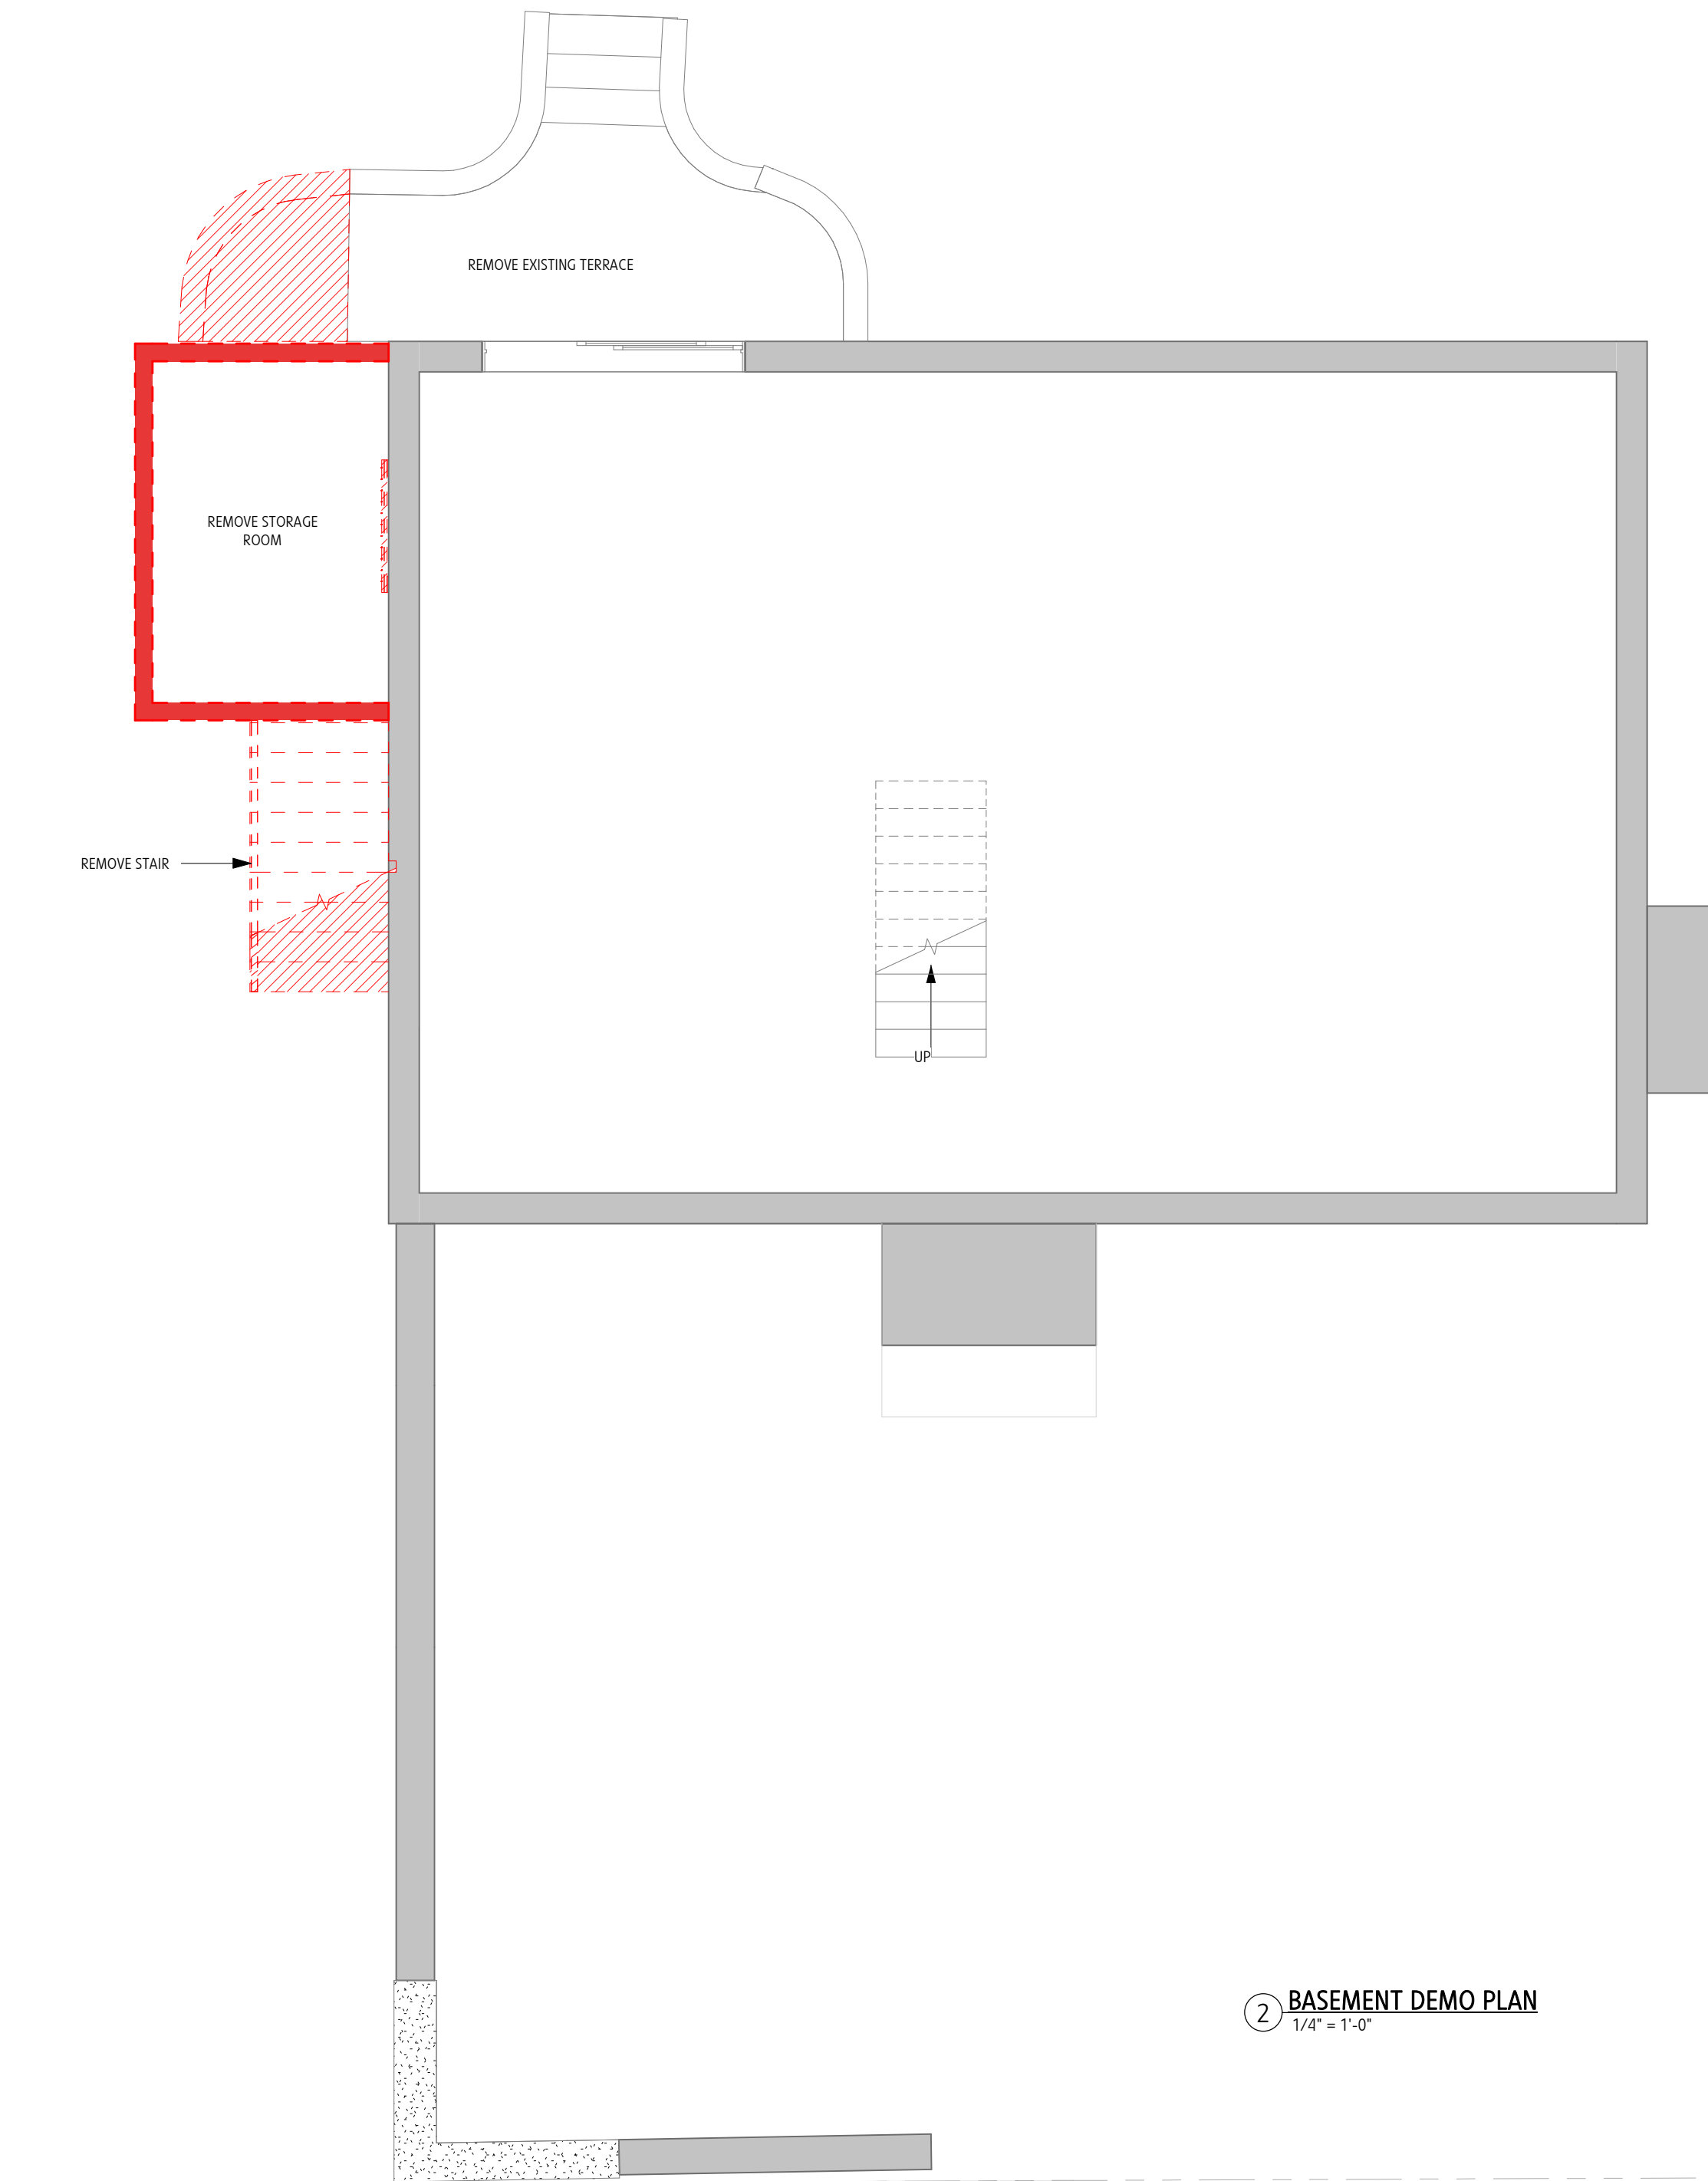 REMOVE EXISTING TERRACE
REMOVE STORAGE
ROOM
REMOVE STAIR
UP
2 BASEMENT DEMO PLAN
1/4" = 1'-0"